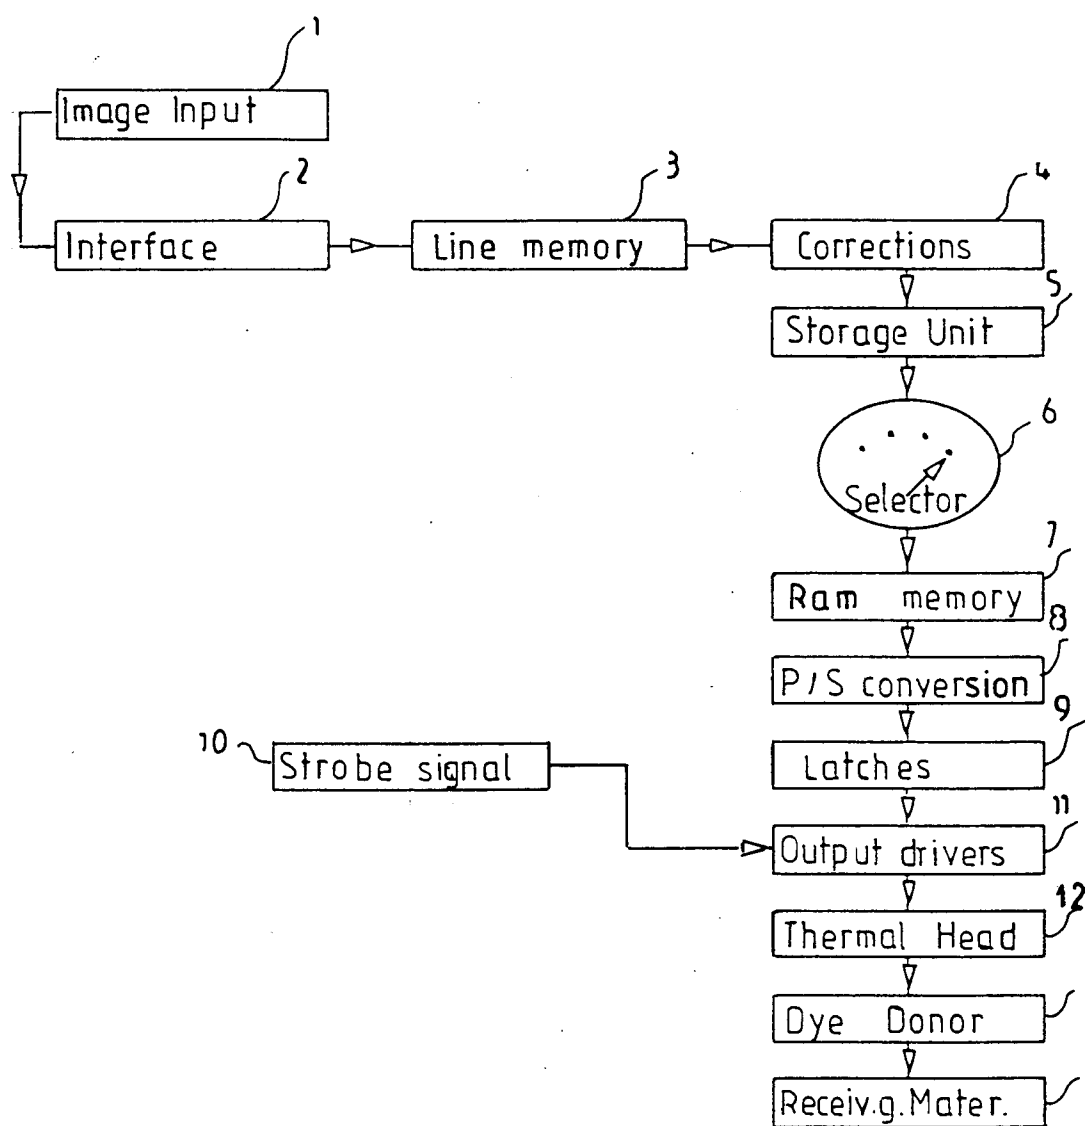 1
Image Input
2
Interface
3
Line memory
4
Corrections
5
Storage Unit
6
Selector
7
Ram memory
8
P/S conversion
9
Latches
10
Strobe signal
11
Output drivers
12
Thermal Head
Dye Donor
Receiv.g.Mater.